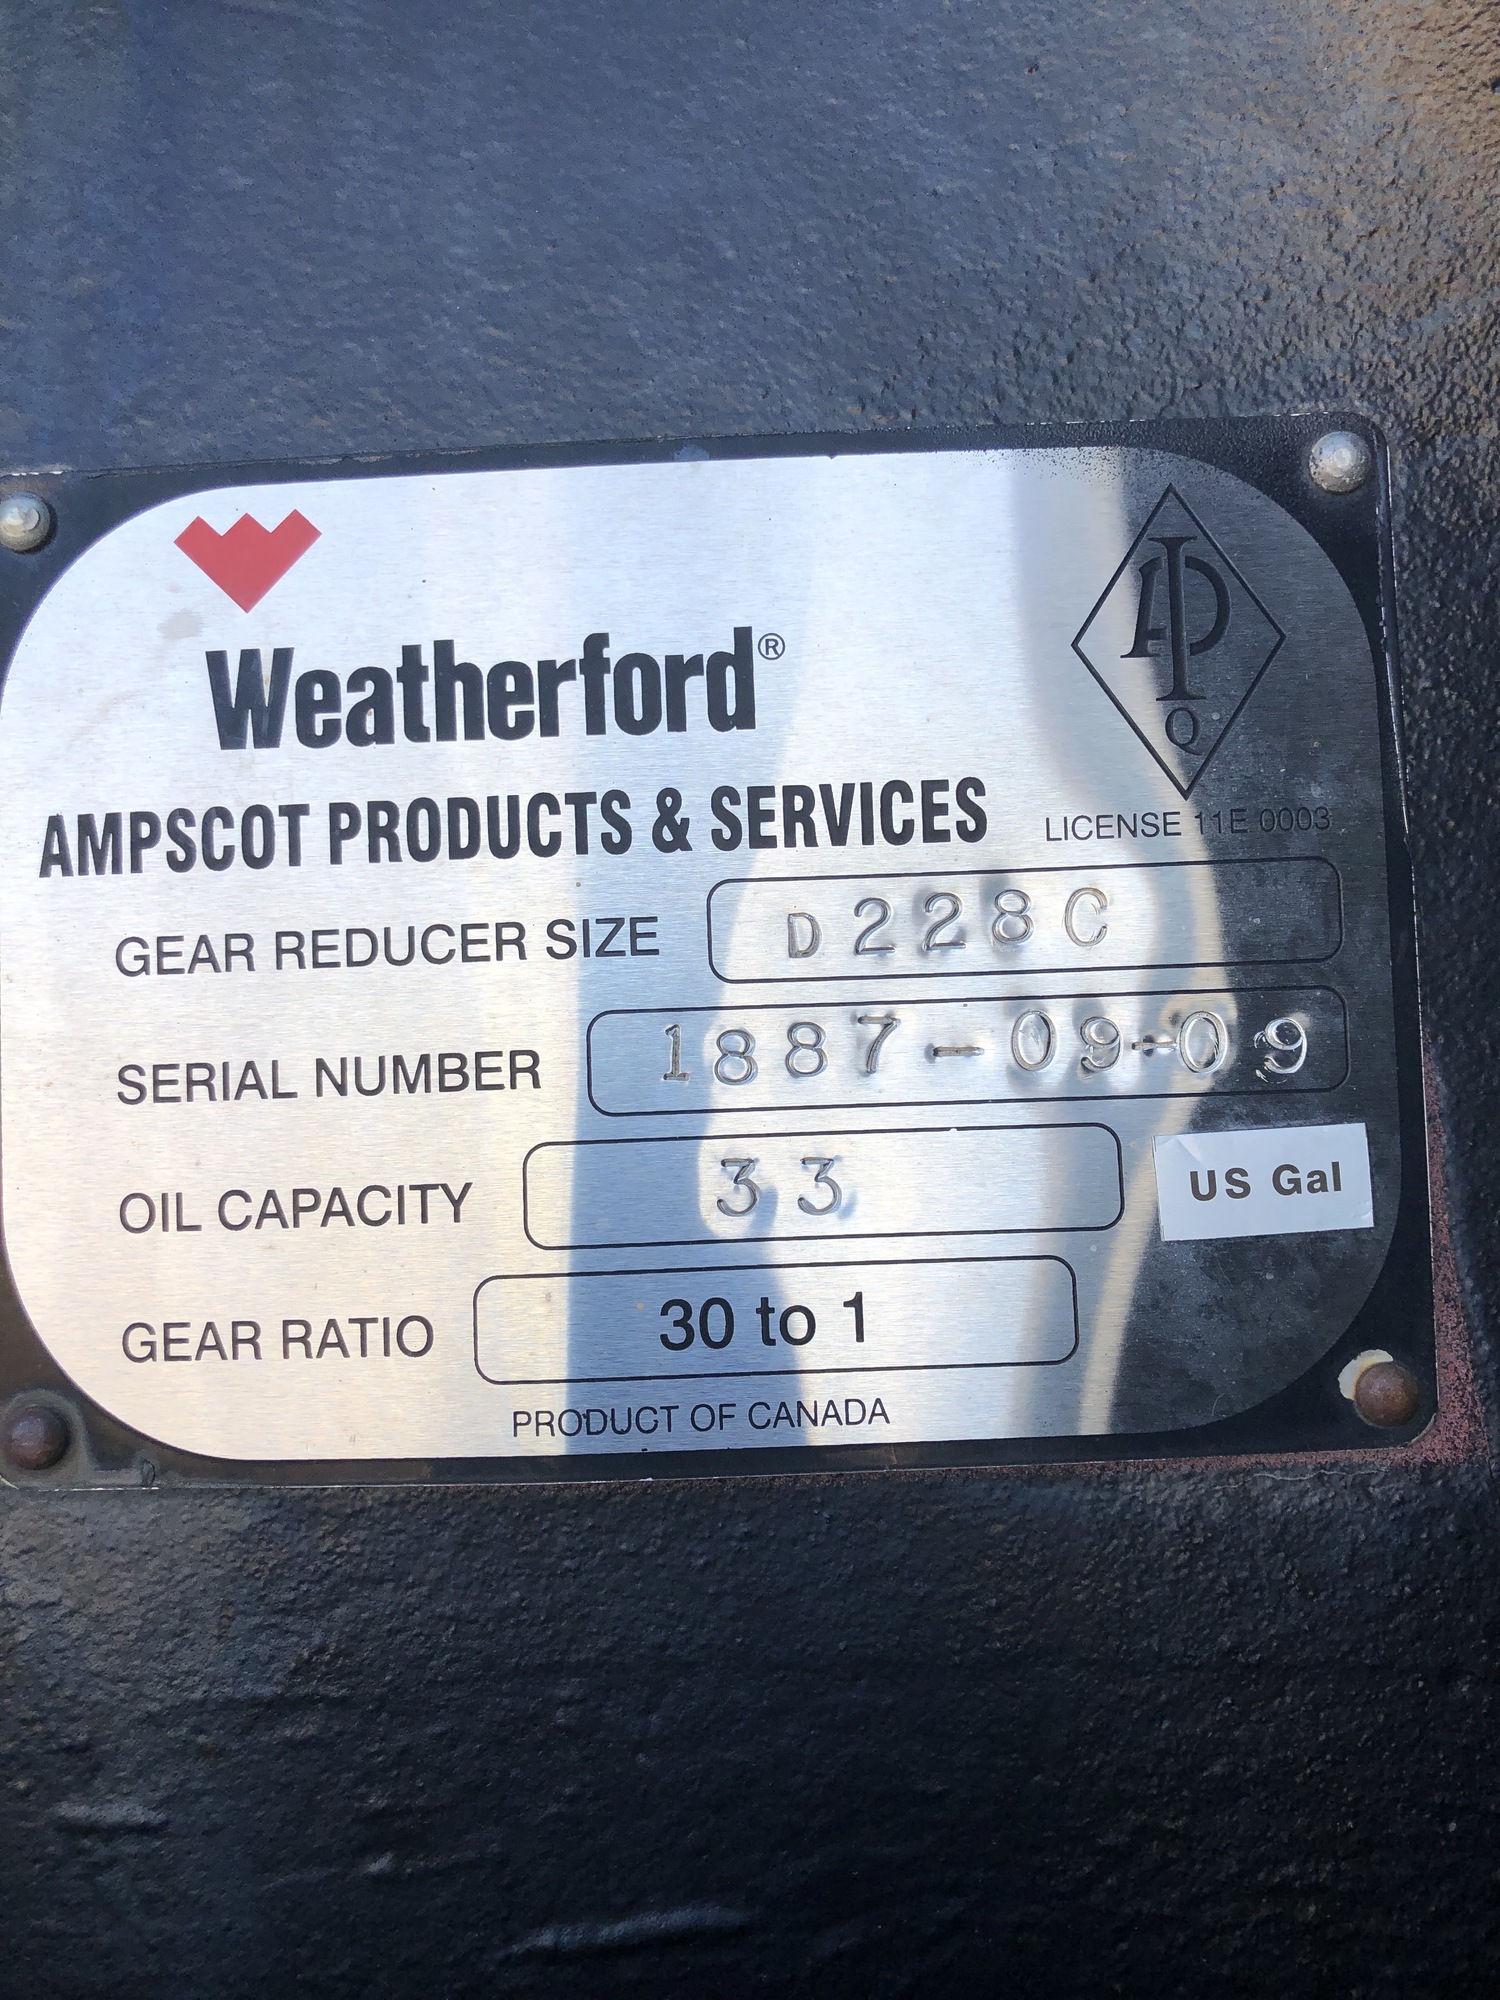 Weatherford®
AMPSCOT PRODUCTS & SERVICES
API
Q
LICENSE 11E 0003
GEAR REDUCER SIZE D228C
SERIAL NUMBER 1887-09-09
OIL CAPACITY 33 US Gal
GEAR RATIO 30 to 1
PRODUCT OF CANADA